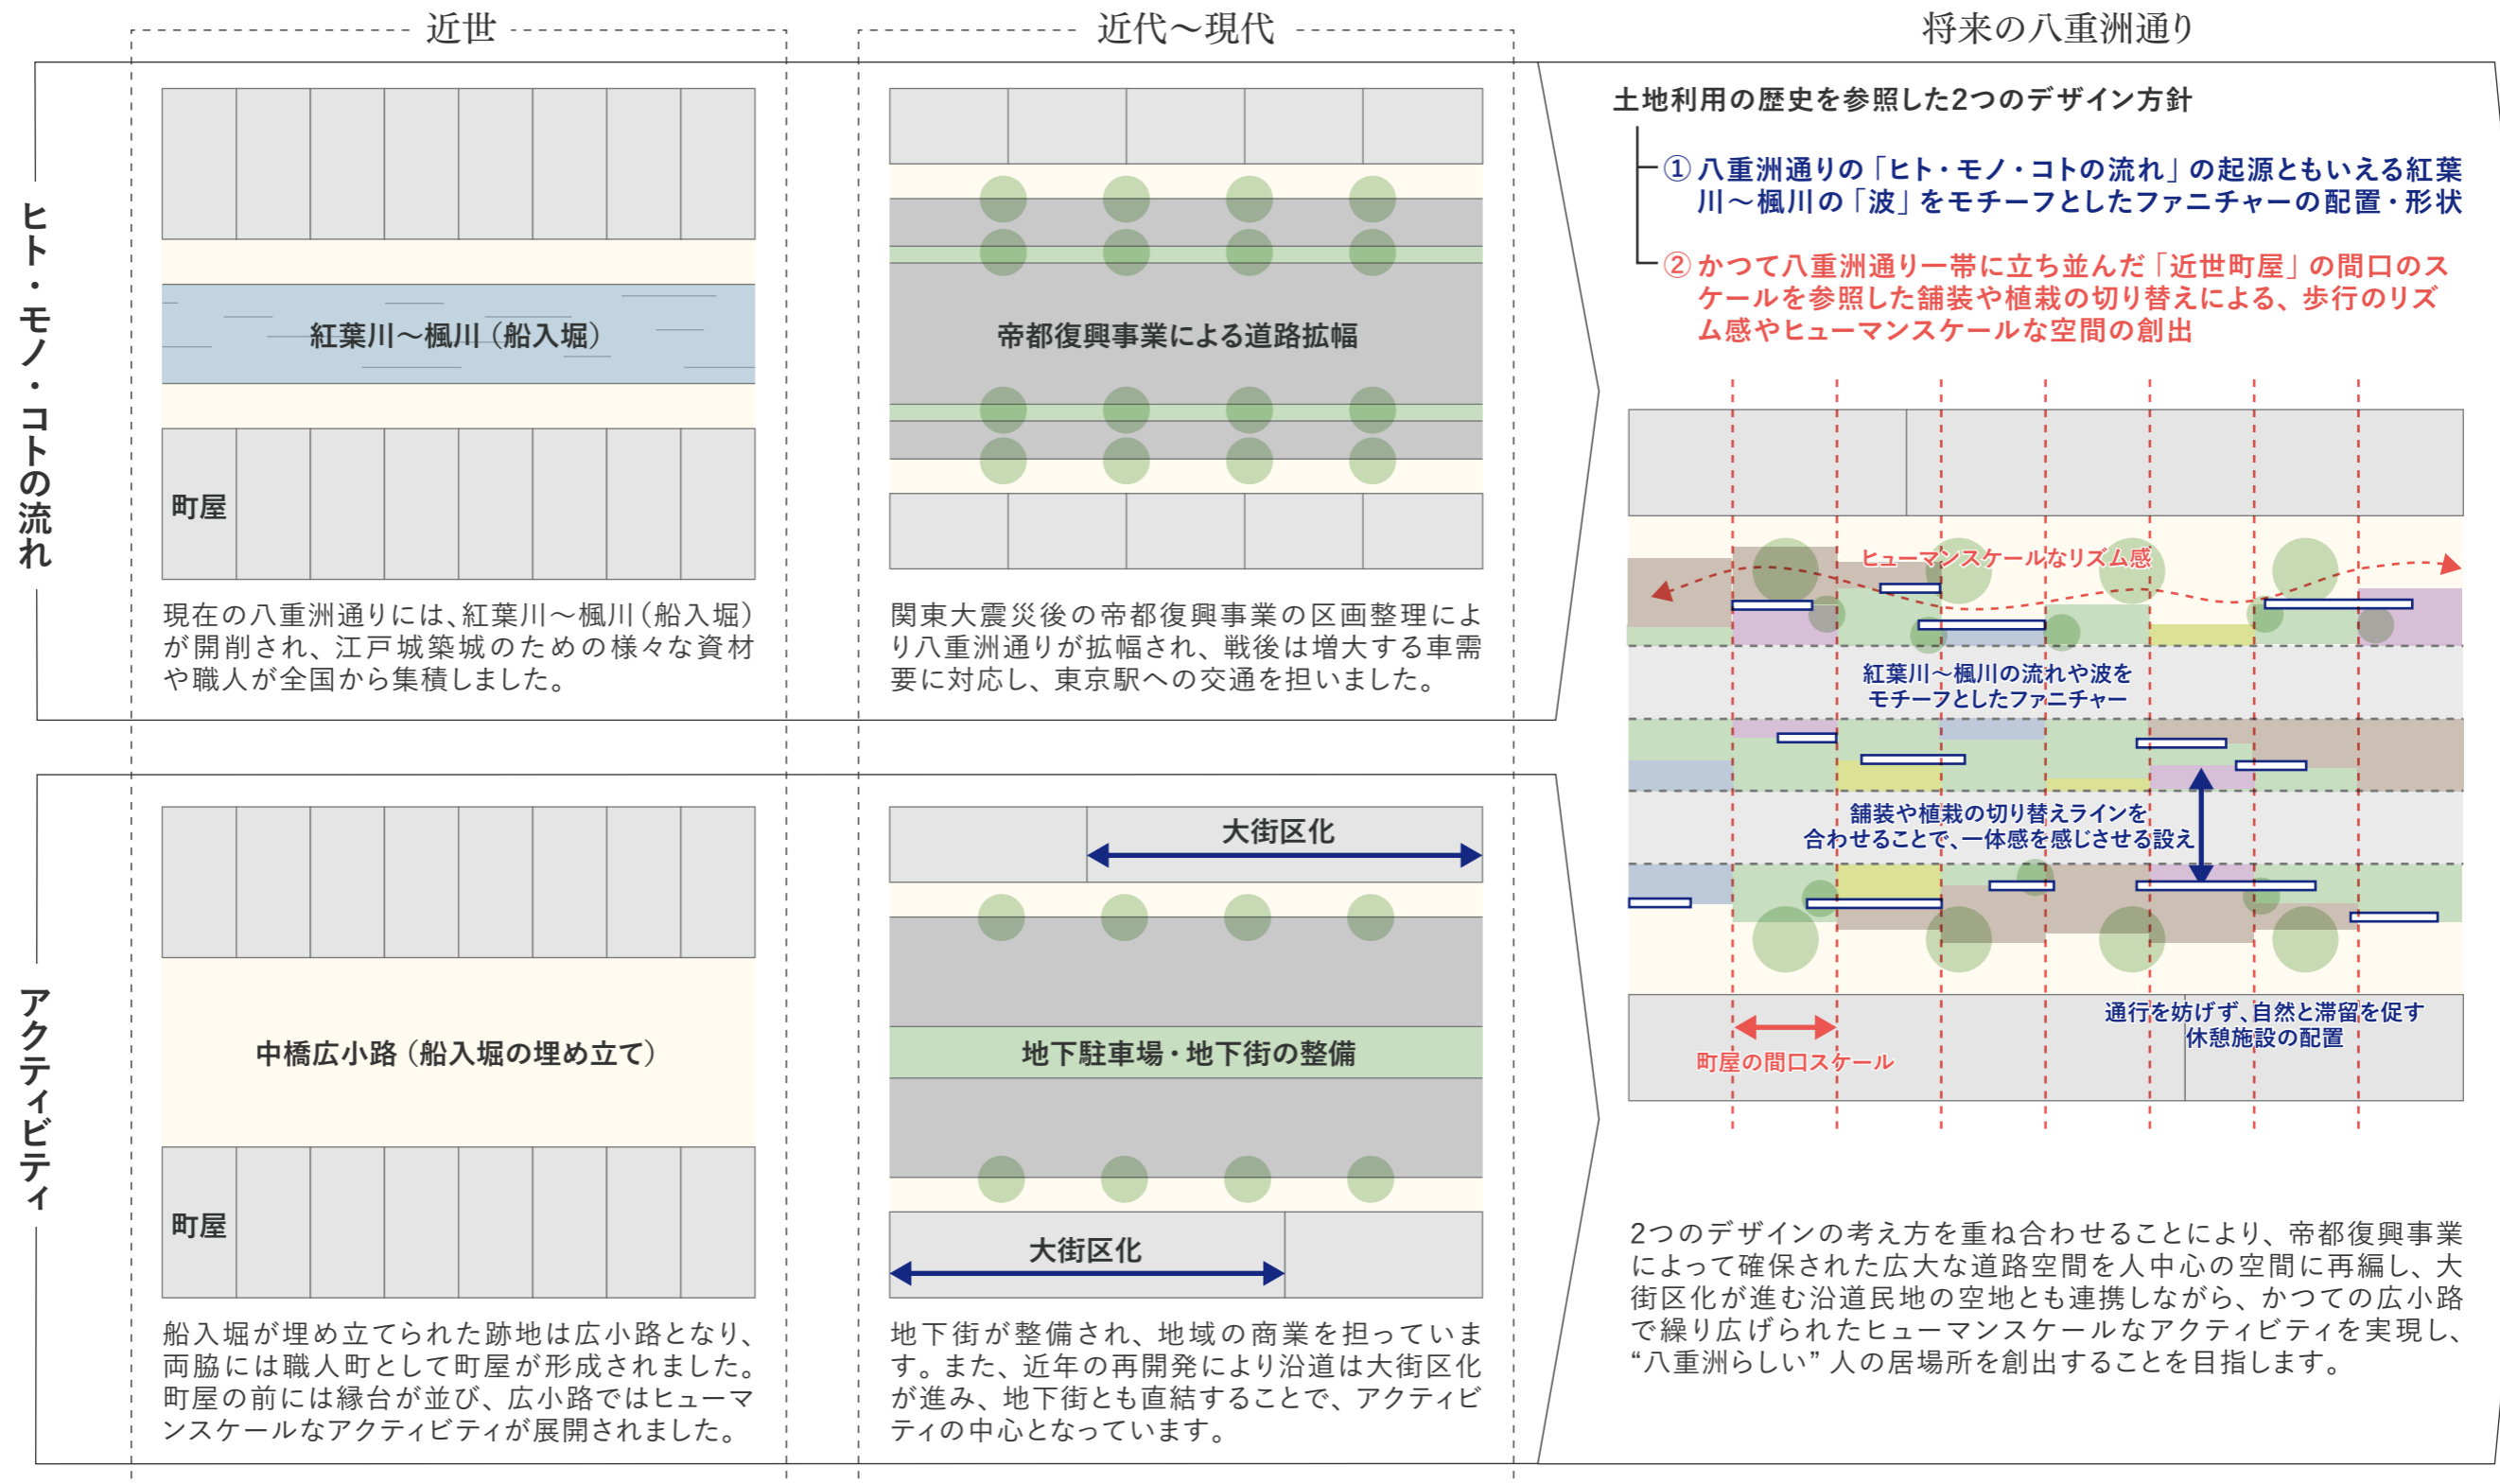 近世
近代～現代
将来の八重洲通り
ヒト・モノ・コトの流れ
紅葉川～楓川（船入堀）
町屋
現在の八重洲通りには、紅葉川～楓川（船入堀）
が開削され、江戸城築城のための様々な資材
や職人が全国から集積しました。
帝都復興事業による道路拡幅
関東大震災後の帝都復興事業の区画整理によ
り八重洲通りが拡幅され、戦後は増大する車需
要に対応し、東京駅への交通を担いました。
アクティビティ
中橋広小路（船入堀の埋め立て）
町屋
船入堀が埋め立てられた跡地は広小路となり、
両脇には職人町として町屋が形成されました。
町屋の前には縁台が並び、広小路ではヒューマ
ンスケールなアクティビティが展開されました。
大街区化
地下駐車場・地下街の整備
大街区化
地下街が整備され、地域の商業を担っていま
す。また、近年の再開発により沿道は大街区化
が進み、地下街とも直結することで、アクティビ
ティの中心となっています。
土地利用の歴史を参照した2つのデザイン方針
① 八重洲通りの「ヒト・モノ・コトの流れ」の起源ともいえる紅葉
川～楓川の「波」をモチーフとしたファニチャーの配置・形状
② かつて八重洲通り一帯に立ち並んだ「近世町屋」の間口のス
ケールを参照した舗装や植栽の切り替えによる、歩行のリズ
ム感やヒューマンスケールな空間の創出
ヒューマンスケールなリズム感
紅葉川～楓川の流れや波を
モチーフとしたファニチャー
舗装や植栽の切り替えラインを
合わせることで、一体感を感じさせる設え
通行を妨げず、自然と滞留を促す
休憩施設の配置
町屋の間口スケール
2つのデザインの考え方を重ね合わせることにより、帝都復興事業
によって確保された広大な道路空間を人中心の空間に再編し、大
街区化が進む沿道民地の空地とも連携しながら、かつての広小路
で繰り広げられたヒューマンスケールなアクティビティを実現し、
“八重洲らしい” 人の居場所を創出することを目指します。